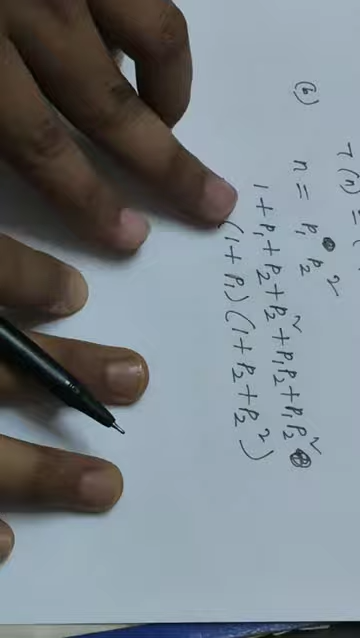 τ(n) = (
(b)
n = p₁ p₂²
1 + p₁ + p₂ + p₂² + p₁p₂ + p₁p₂²
(1 + p₁) (1 + p₂ + p₂²)